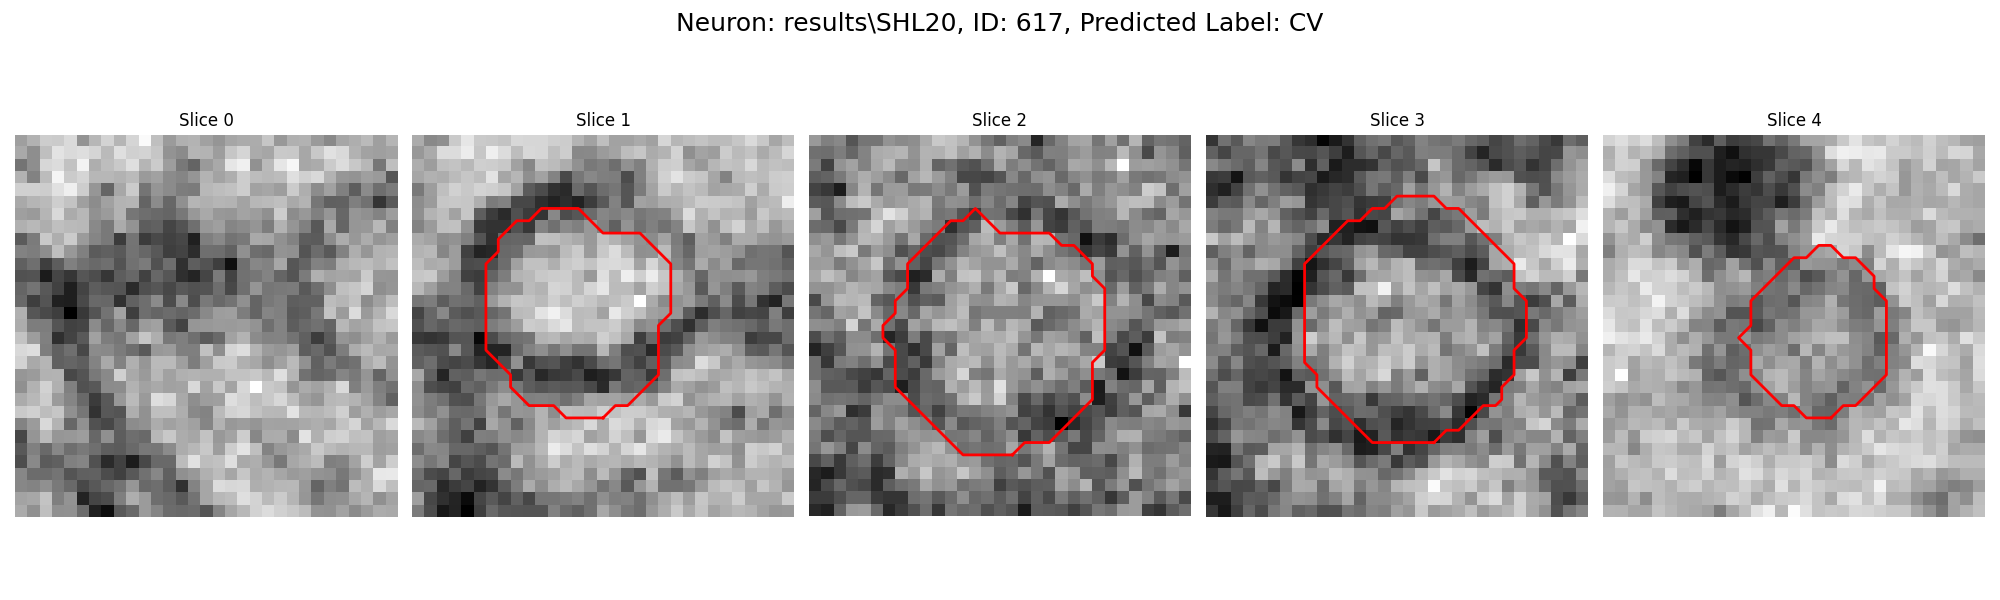 Neuron: results\SHL20, ID: 617, Predicted Label: CV
Slice 0
Slice 1
Slice 2
Slice 3
Slice 4